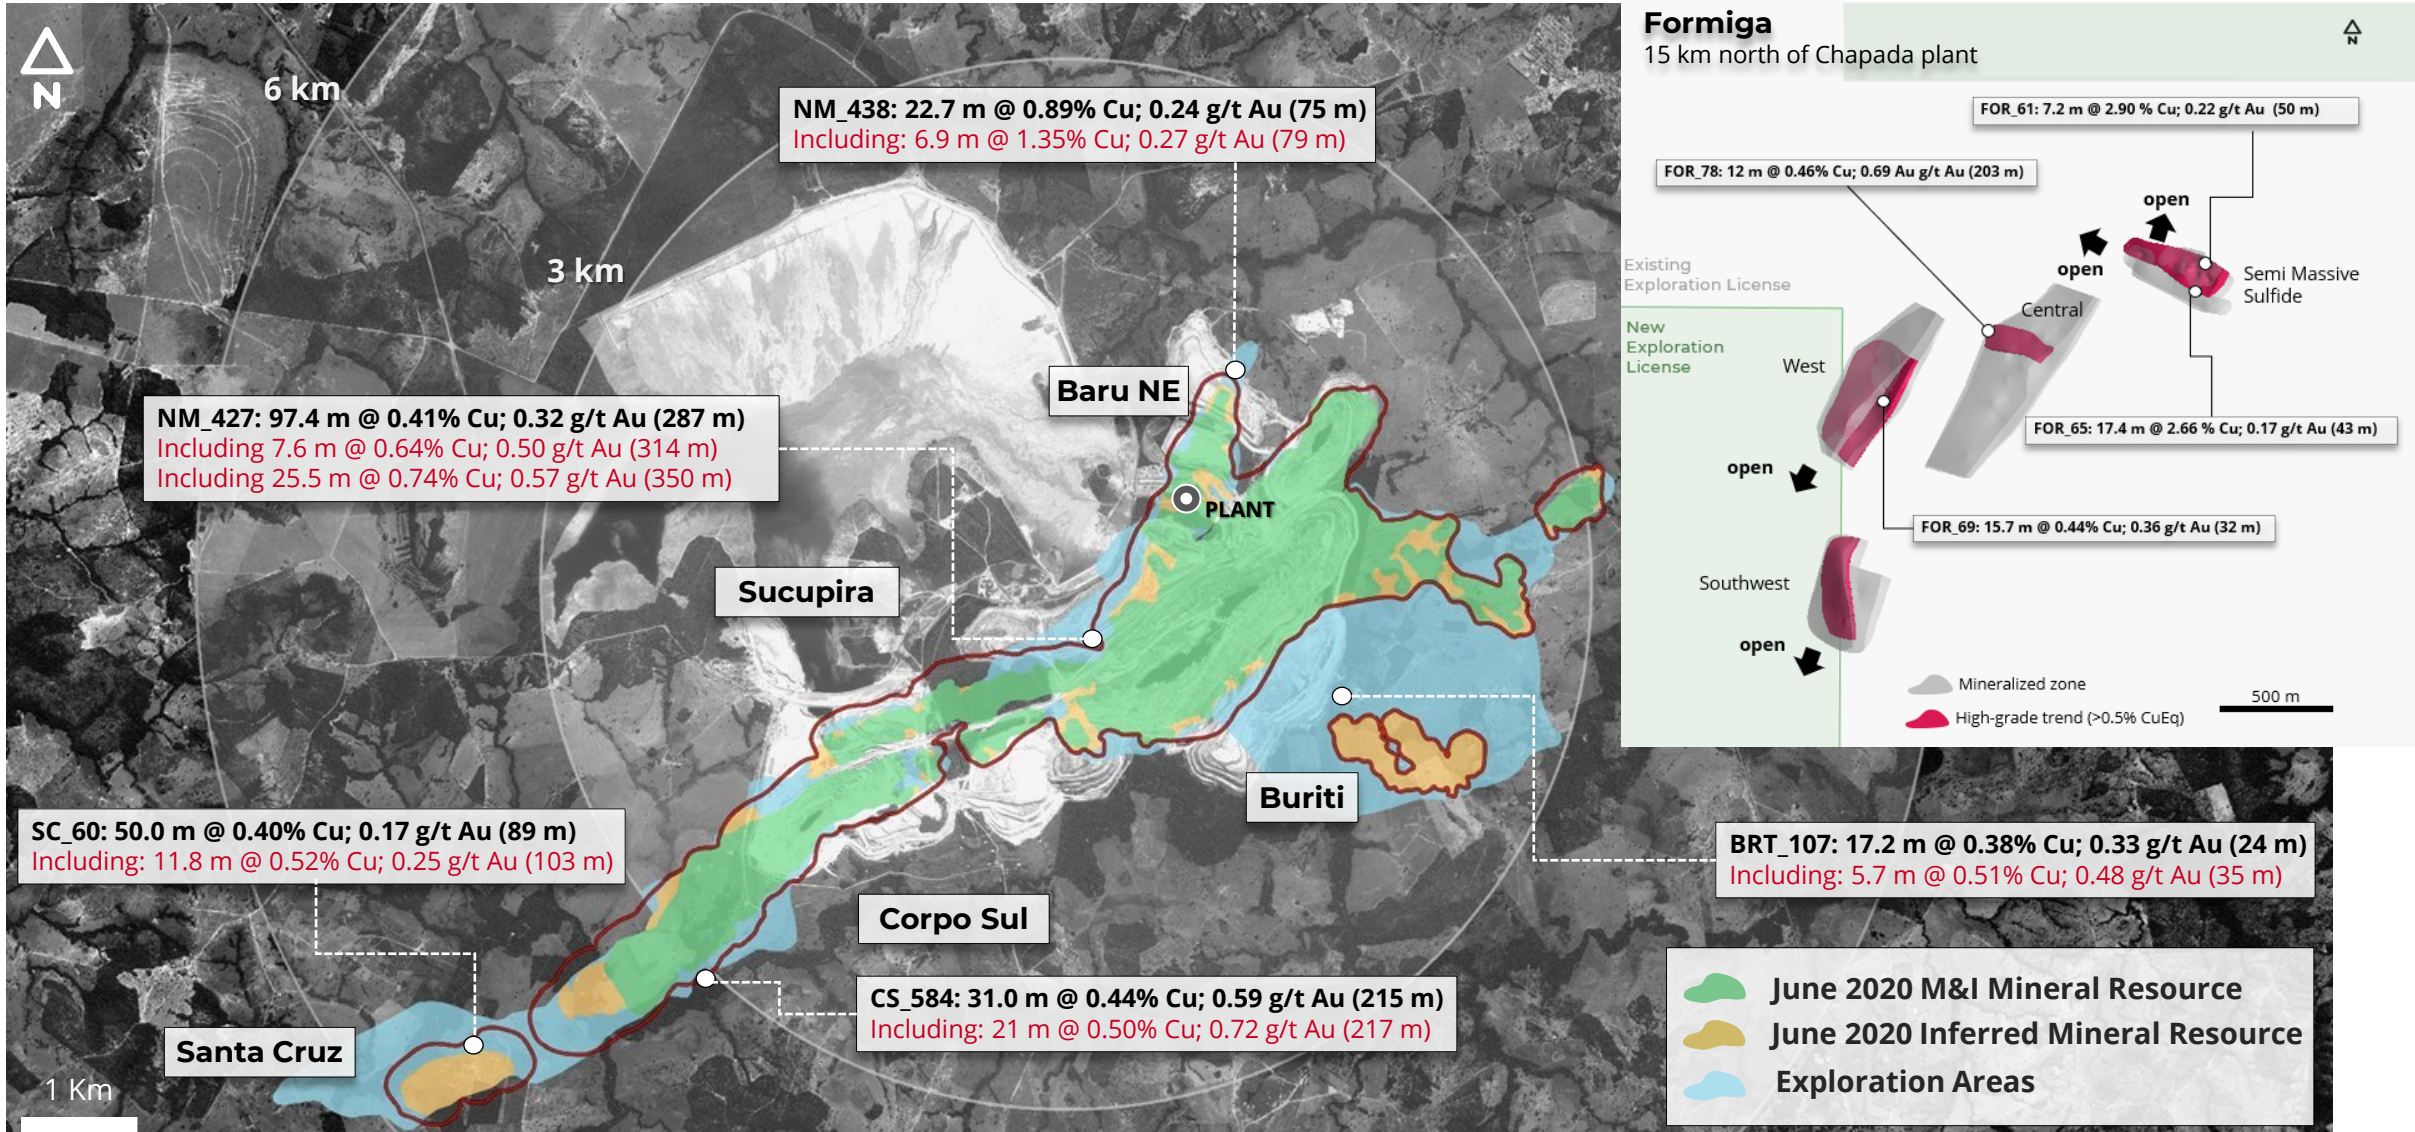 N
6 km
3 km
NM_438: 22.7 m @ 0.89% Cu; 0.24 g/t Au (75 m)
Including: 6.9 m @ 1.35% Cu; 0.27 g/t Au (79 m)
Baru NE
NM_427: 97.4 m @ 0.41% Cu; 0.32 g/t Au (287 m)
Including 7.6 m @ 0.64% Cu; 0.50 g/t Au (314 m)
Including 25.5 m @ 0.74% Cu; 0.57 g/t Au (350 m)
PLANT
Sucupira
Buriti
SC_60: 50.0 m @ 0.40% Cu; 0.17 g/t Au (89 m)
Including: 11.8 m @ 0.52% Cu; 0.25 g/t Au (103 m)
BRT_107: 17.2 m @ 0.38% Cu; 0.33 g/t Au (24 m)
Including: 5.7 m @ 0.51% Cu; 0.48 g/t Au (35 m)
Corpo Sul
CS_584: 31.0 m @ 0.44% Cu; 0.59 g/t Au (215 m)
Including: 21 m @ 0.50% Cu; 0.72 g/t Au (217 m)
Santa Cruz
1 Km
June 2020 M&I Mineral Resource
June 2020 Inferred Mineral Resource
Exploration Areas
Formiga
15 km north of Chapada plant
N
FOR_61: 7.2 m @ 2.90 % Cu; 0.22 g/t Au (50 m)
FOR_78: 12 m @ 0.46% Cu; 0.69 Au g/t Au (203 m)
open
open
Existing
Exploration License
Semi Massive
Sulfide
Central
New
Exploration
License
West
FOR_65: 17.4 m @ 2.66 % Cu; 0.17 g/t Au (43 m)
open
FOR_69: 15.7 m @ 0.44% Cu; 0.36 g/t Au (32 m)
Southwest
open
Mineralized zone
High-grade trend (>0.5% CuEq)
500 m